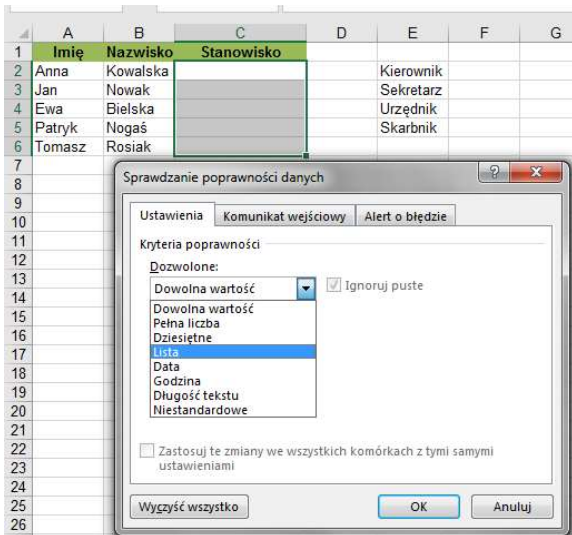 A B C D E F G
1 Imię Nazwisko Stanowisko
2 Anna Kowalska Kierownik
3 Jan Nowak Sekretarz
4 Ewa Bielska Urzędnik
5 Patryk Nogaś Skarbnik
6 Tomasz Rosiak
7
8
9
10
11
12
13
14
15
16
17
18
19
20
21
22
23
24
25
26
Sprawdzanie poprawności danych
Ustawienia Komunikat wejściowy Alert o błędzie
Kryteria poprawności
Dozwolone:
Dowolna wartość Ignoruj puste
Dowolna wartość
Pełna liczba
Dziesiętne
Lista
Data
Godzina
Długość tekstu
Niestandardowe
Zastosuj te zmiany we wszystkich komórkach z tymi samymi
ustawieniami
Wyczyść wszystko OK Anuluj